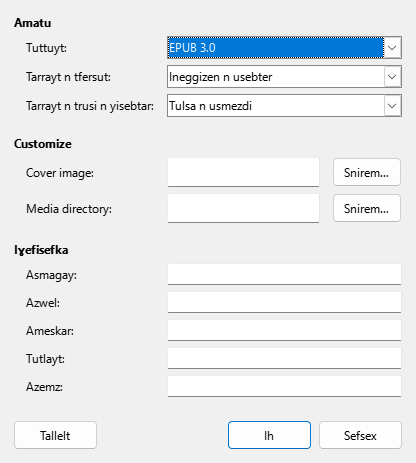 Amatu
Tuttuyt: EPUB 3.0
Tarrayt n tfersut: Ineggizen n usebter
Tarrayt n trusi n yisebtar: Tulsa n usmezdi
Customize
Cover image: Snirem...
Media directory: Snirem...
Iɣefisefka
Asmagay:
Azwel:
Ameskar:
Tutlayt:
Azemz:
Tallelt Ih Sefsex